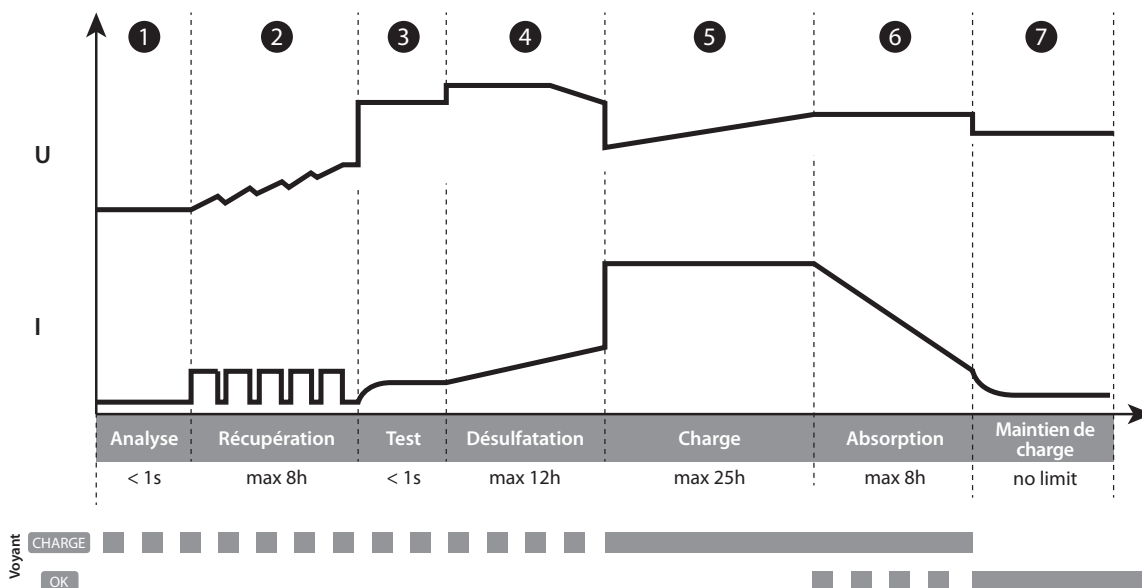 1 2 3 4 5 6 7
U
I
Analyse Récupération Test Désulfatation Charge Absorption Maintien de
charge
< 1s max 8h < 1s max 12h max 25h max 8h no limit
Voyant
CHARGE
OK